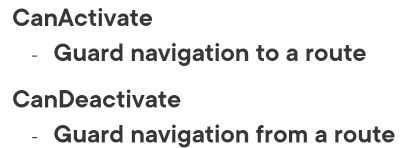 CanActivate
- Guard navigation to a route
CanDeactivate
- Guard navigation from a route